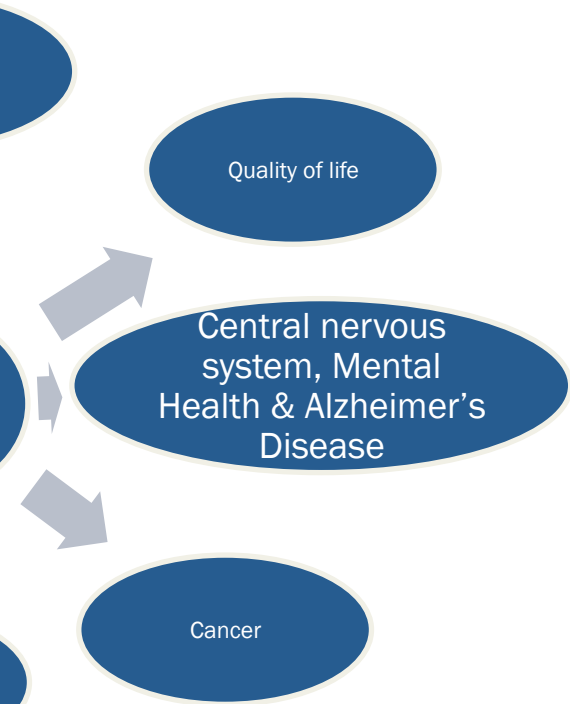 Quality of life
Central nervous
system, Mental
Health & Alzheimer’s
Disease
Cancer